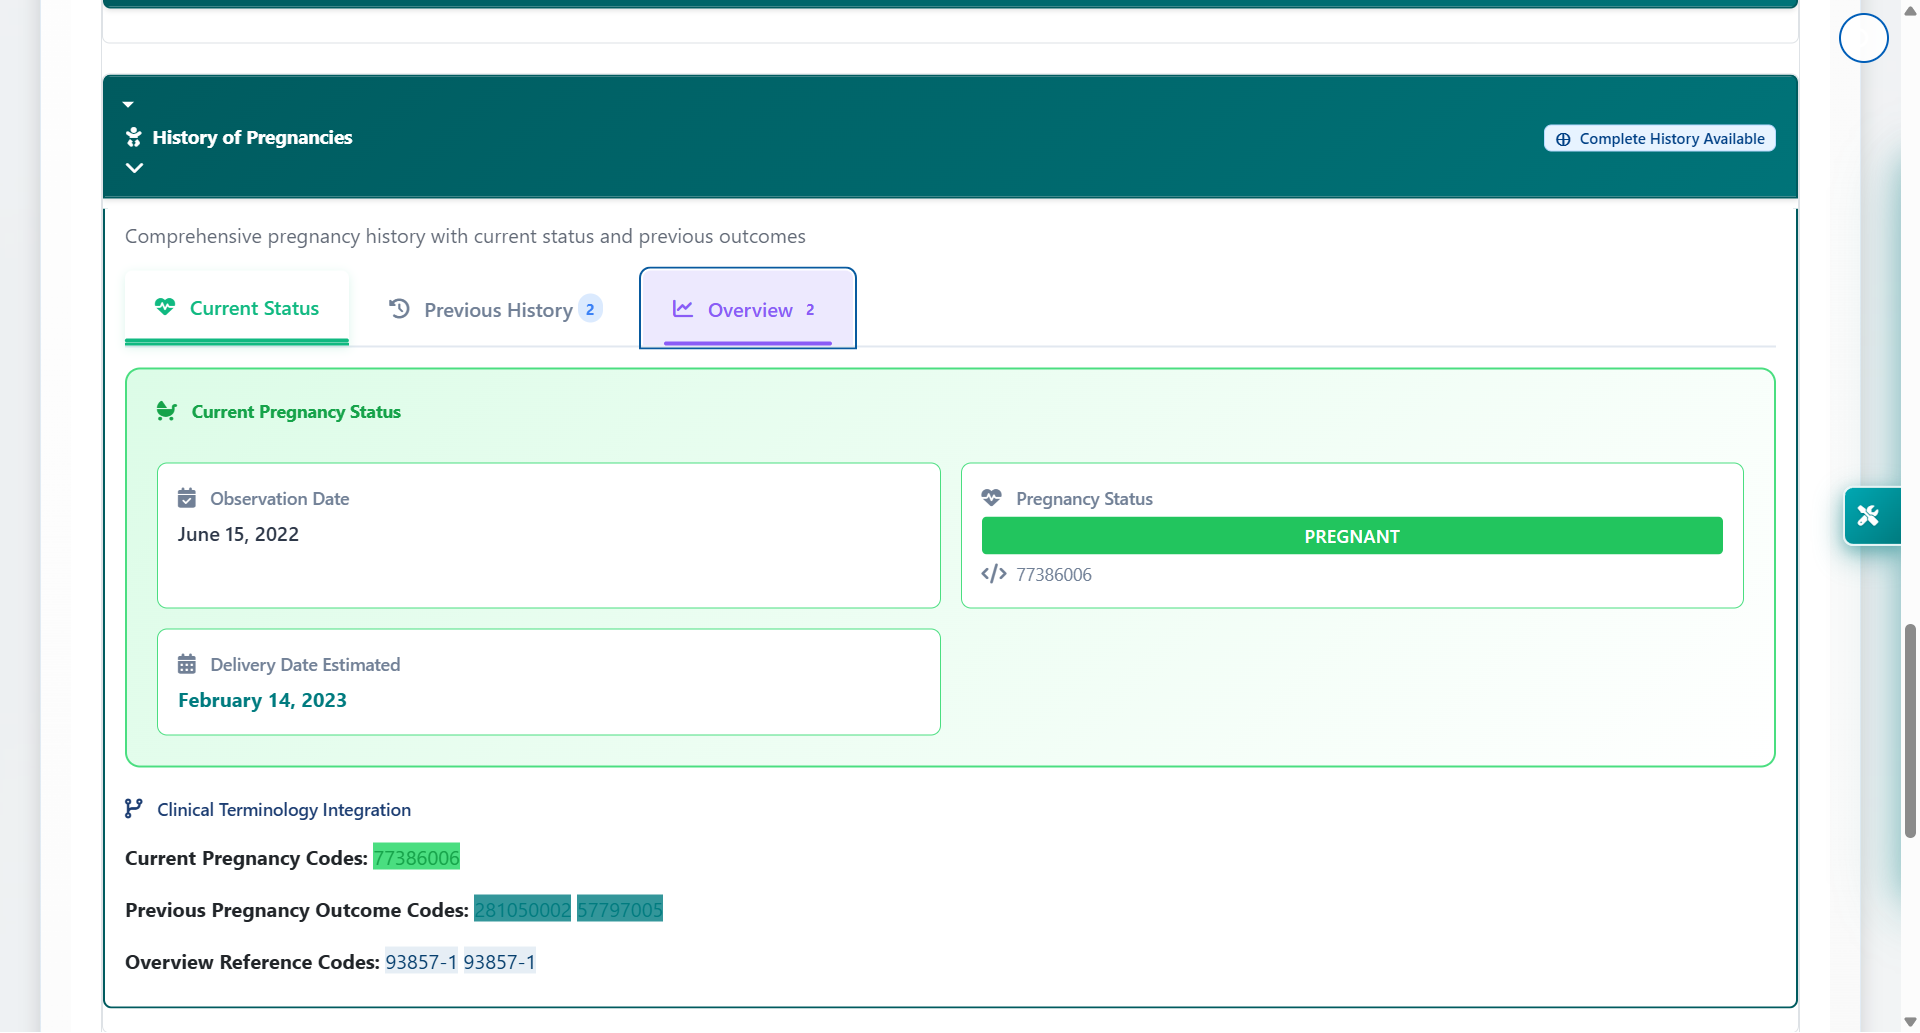 History of Pregnancies
Complete History Available
Comprehensive pregnancy history with current status and previous outcomes
Current Status
Previous History 2
Overview 2
Current Pregnancy Status
Observation Date
June 15, 2022
Pregnancy Status
PREGNANT
77386006
Delivery Date Estimated
February 14, 2023
Clinical Terminology Integration
Current Pregnancy Codes: 77386006
Previous Pregnancy Outcome Codes: 281050002 57797005
Overview Reference Codes: 93857-1 93857-1